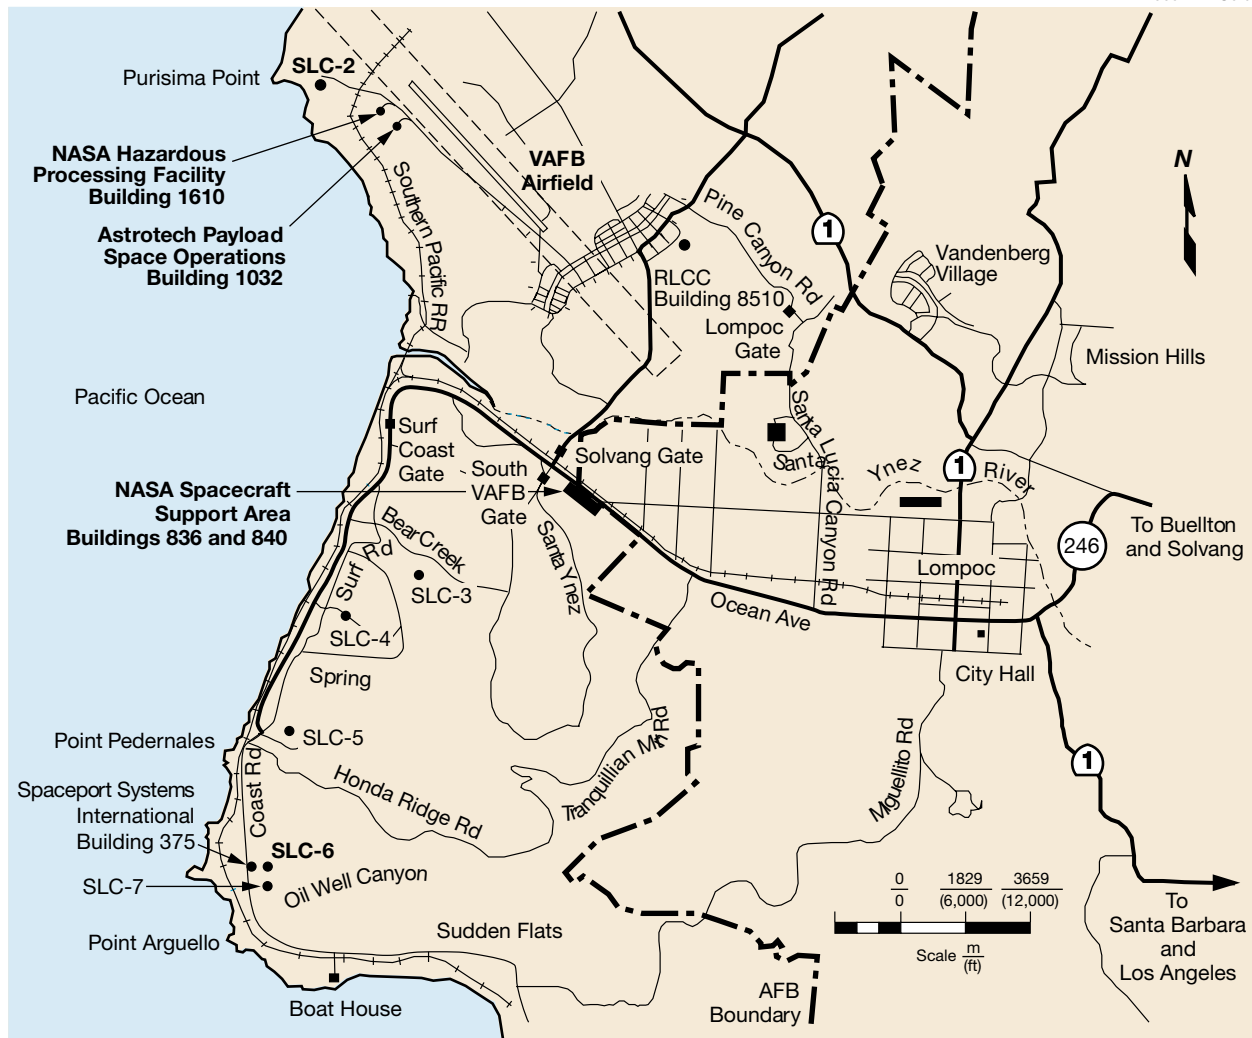 Purisima Point
SLC-2
NASA Hazardous
Processing Facility
Building 1610
Astrotech Payload
Space Operations
Building 1032
Southern Pacific RR
VAFB
Airfield
Pine Canyon Rd
RLCC
Building 8510
Lompoc
Gate
1
Vandenberg
Village
N
Mission Hills
Pacific Ocean
Surf
Coast
Gate
South
VAFB
Gate
Solvang Gate
Santa Lucia Canyon Rd
Santa Ynez River
1
NASA Spacecraft
Support Area
Buildings 836 and 840
Bear Creek
Surf Rd
SLC-3
SLC-4
Spring
Santa Ynez
Ocean Ave
Lompoc
246
To Buellton
and Solvang
City Hall
Point Pedernales
SLC-5
Coast Rd
Honda Ridge Rd
Tranquillian Mtn Rd
Miguellito Rd
1
Spaceport Systems
International
Building 375
SLC-6
SLC-7
Oil Well Canyon
Point Arguello
Sudden Flats
Boat House
AFB
Boundary
0 1829 3659
0 (6,000) (12,000)
Scale m
(ft)
To
Santa Barbara
and
Los Angeles